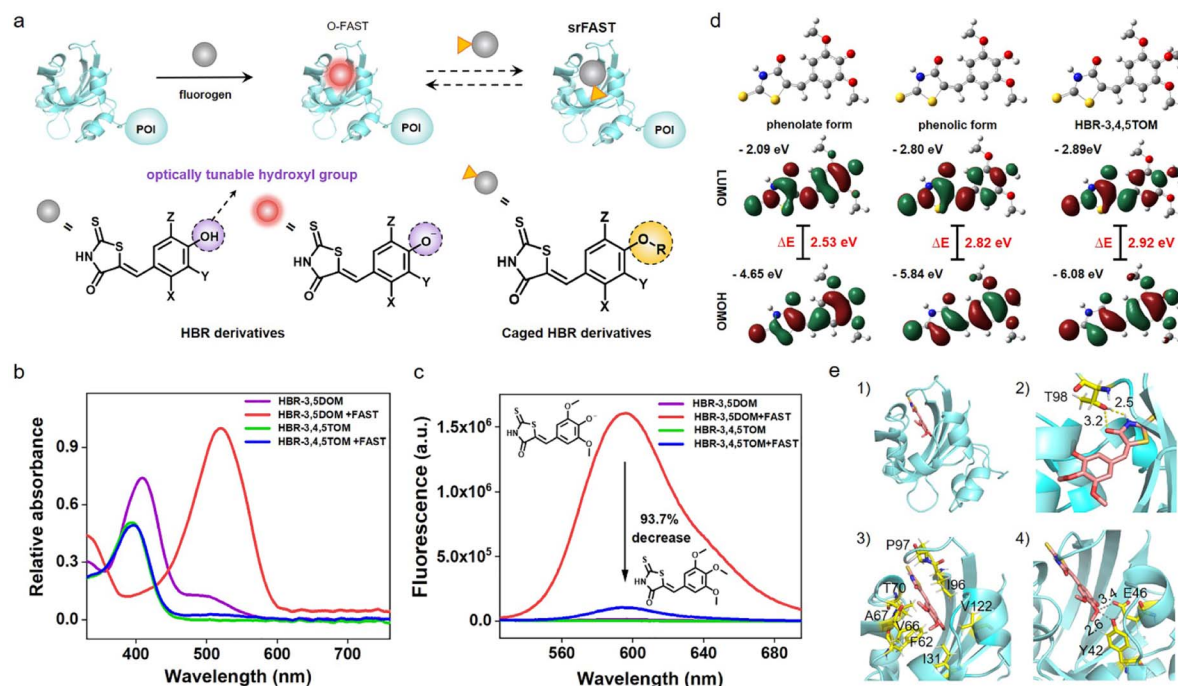 a
O-FAST
srFAST
fluorogen
POI
POI
POI
optically tunable hydroxyl group
=
=
=
S
Z
OH
HN
S
Y
O
X
S
Z
O⁻
HN
S
Y
O
X
S
Z
O-R
HN
S
Y
O
X
HBR derivatives
Caged HBR derivatives
b
Relative absorbance
0.9
0.6
0.3
0.0
HBR-3,5DOM
HBR-3,5DOM +FAST
HBR-3,4,5TOM
HBR-3,4,5TOM +FAST
400 500 600 700
Wavelength (nm)
c
Fluorescence (a.u.)
1.5x10⁶
1.0x10⁶
5.0x10⁵
0.0
HBR-3,5DOM
HBR-3,5DOM+FAST
HBR-3,4,5TOM
HBR-3,4,5TOM+FAST
S
O
O⁻
HN
S
O
O
93.7%
decrease
S
O
O
HN
S
O
O
560 600 640 680
Wavelength (nm)
d
phenolate form
phenolic form
HBR-3,4,5TOM
LUMO
- 2.09 eV
- 2.80 eV
- 2.89eV
ΔE 2.53 eV
ΔE 2.82 eV
ΔE 2.92 eV
HOMO
- 4.65 eV
-5.84 eV
-6.08 eV
e
1)
2)
T98
2.5
3.2
3)
P97
T70
I96
A67
V66
V122
F62
I31
4)
3.4
E46
2.6
Y42